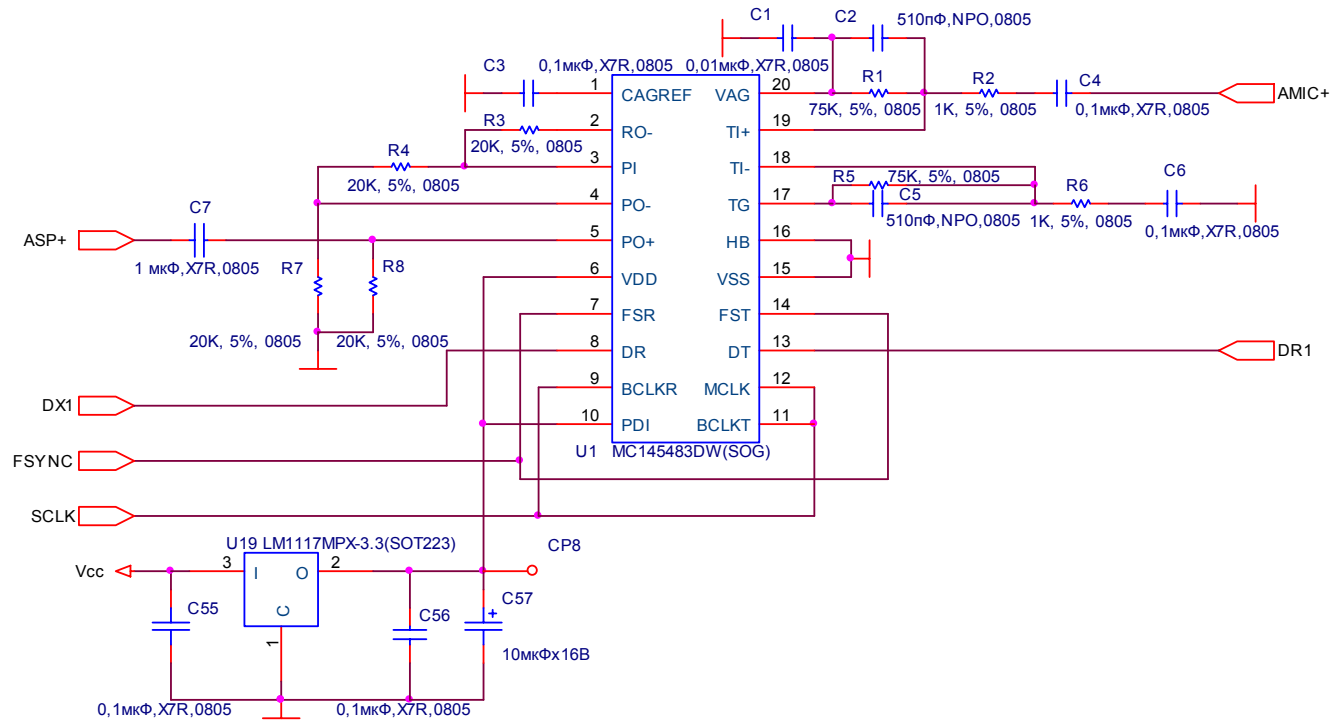 C1 C2 510пФ,NPO,0805
C3 0,1мкФ,X7R,0805 0,01мкФ,X7R,0805
1 CAGREF VAG 20 R1 R2 C4 AMIC+
75K, 5%, 0805 1K, 5%, 0805 0,1мкФ,X7R,0805
R3 2 RO- TI+ 19
20K, 5%, 0805
R4 3 PI TI- 18
20K, 5%, 0805 R5 75K, 5%, 0805 R6 C6
4 PO- TG 17 C5
510пФ,NPO,0805 1K, 5%, 0805 0,1мкФ,X7R,0805
C7
ASP+ 5 PO+ HB 16
1 мкФ,X7R,0805 R7 R8 6 VDD VSS 15
7 FSR FST 14
20K, 5%, 0805 20K, 5%, 0805
8 DR DT 13 DR1
9 BCLKR MCLK 12
DX1
10 PDI BCLKT 11
U1 MC145483DW(SOG)
FSYNC
SCLK
U19 LM1117MPX-3.3(SOT223) CP8
Vcc 3 I O 2
C55 C C56 C57
+
1 10мкФх16В
0,1мкФ,X7R,0805 0,1мкФ,X7R,0805